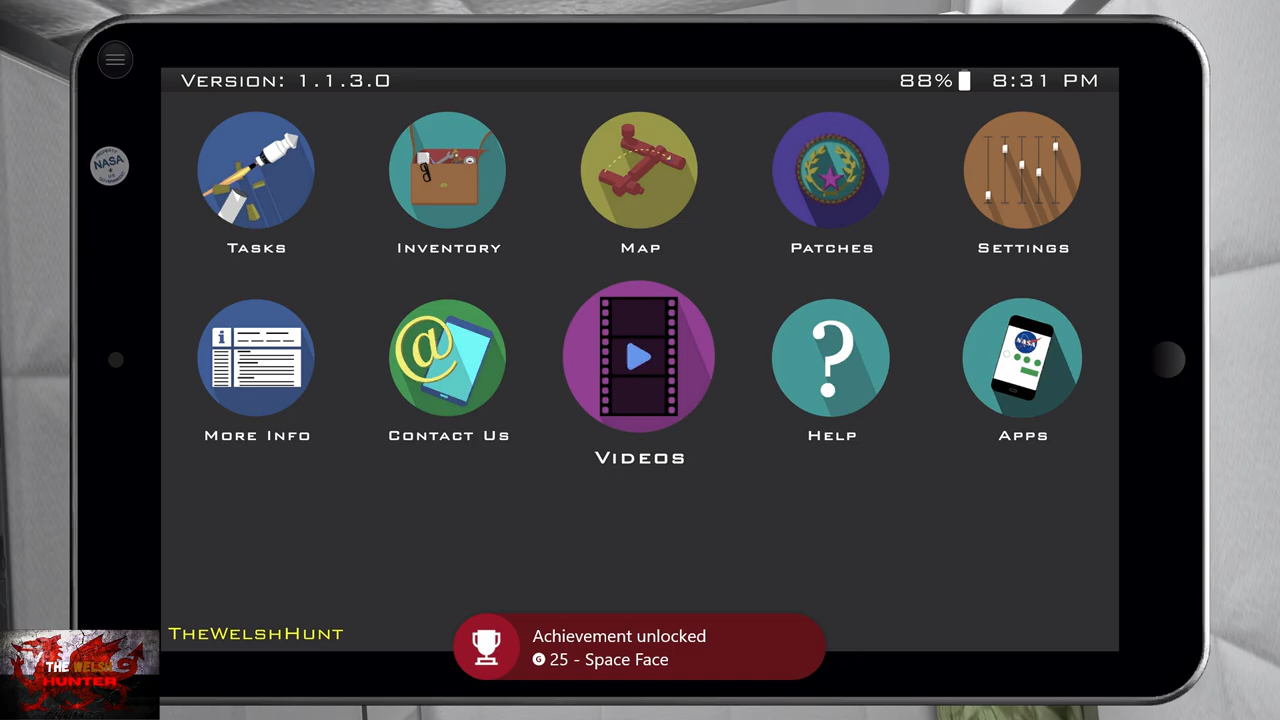 Version: 1.1.3.0
88% 8:31 PM
NASA
Tasks
Inventory
Map
Patches
Settings
More Info
Contact Us
Videos
Help
Apps
NASA
TheWelshHunt
Achievement unlocked
G 25 - Space Face
THE WELSH
HUNTER